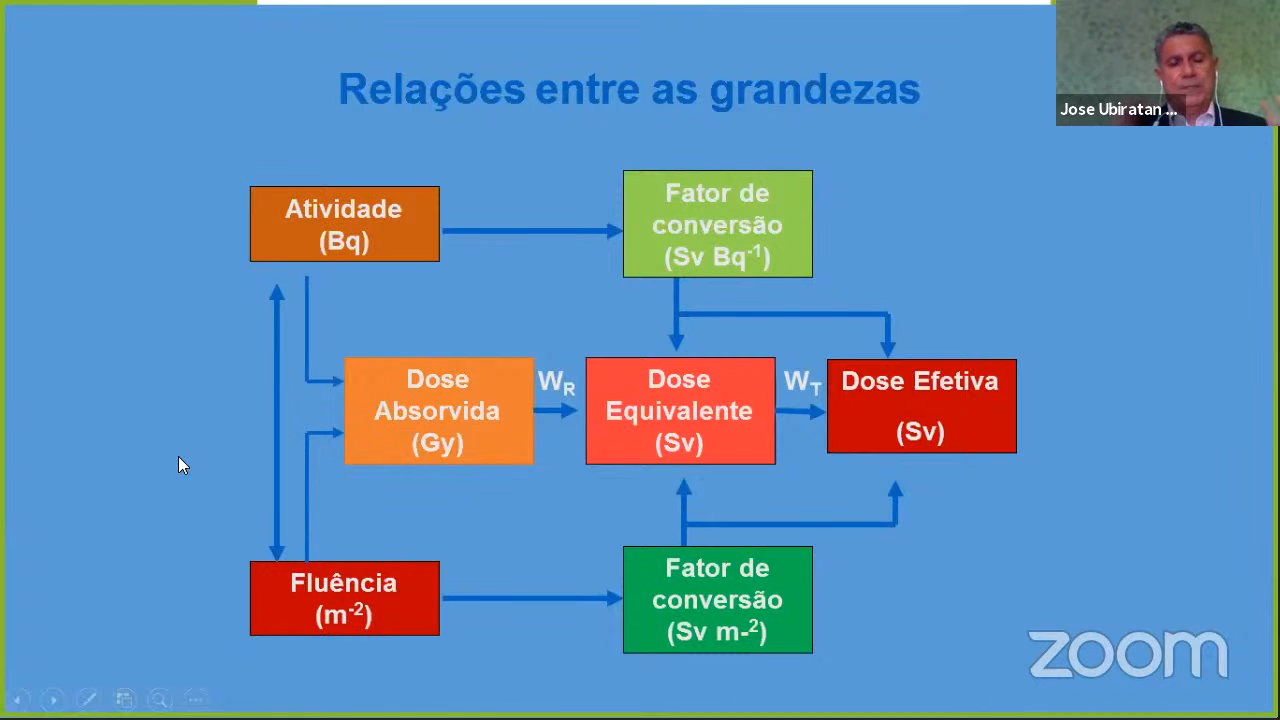 Relações entre as grandezas
Jose Ubiratan ...
Atividade
(Bq)
Fator de
conversão
(Sv Bq⁻¹)
Dose
Absorvida
(Gy)
W_R
Dose
Equivalente
(Sv)
W_T
Dose Efetiva
(Sv)
Fluência
(m⁻²)
Fator de
conversão
(Sv m-²)
zoom